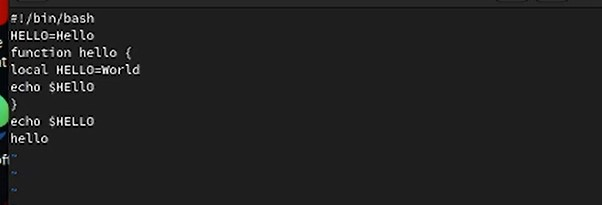 #!/bin/bash
HELLO=Hello
function hello {
local HELLO=World
echo $HEllO
}
echo $HELLO
hello
~
~
~